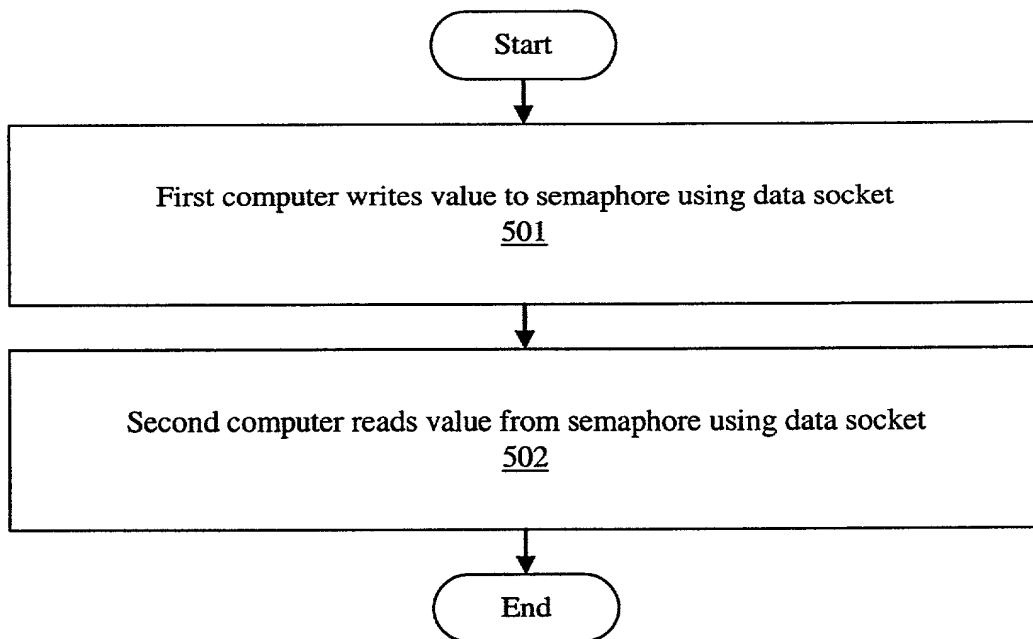 Start
First computer writes value to semaphore using data socket
501
Second computer reads value from semaphore using data socket
502
End